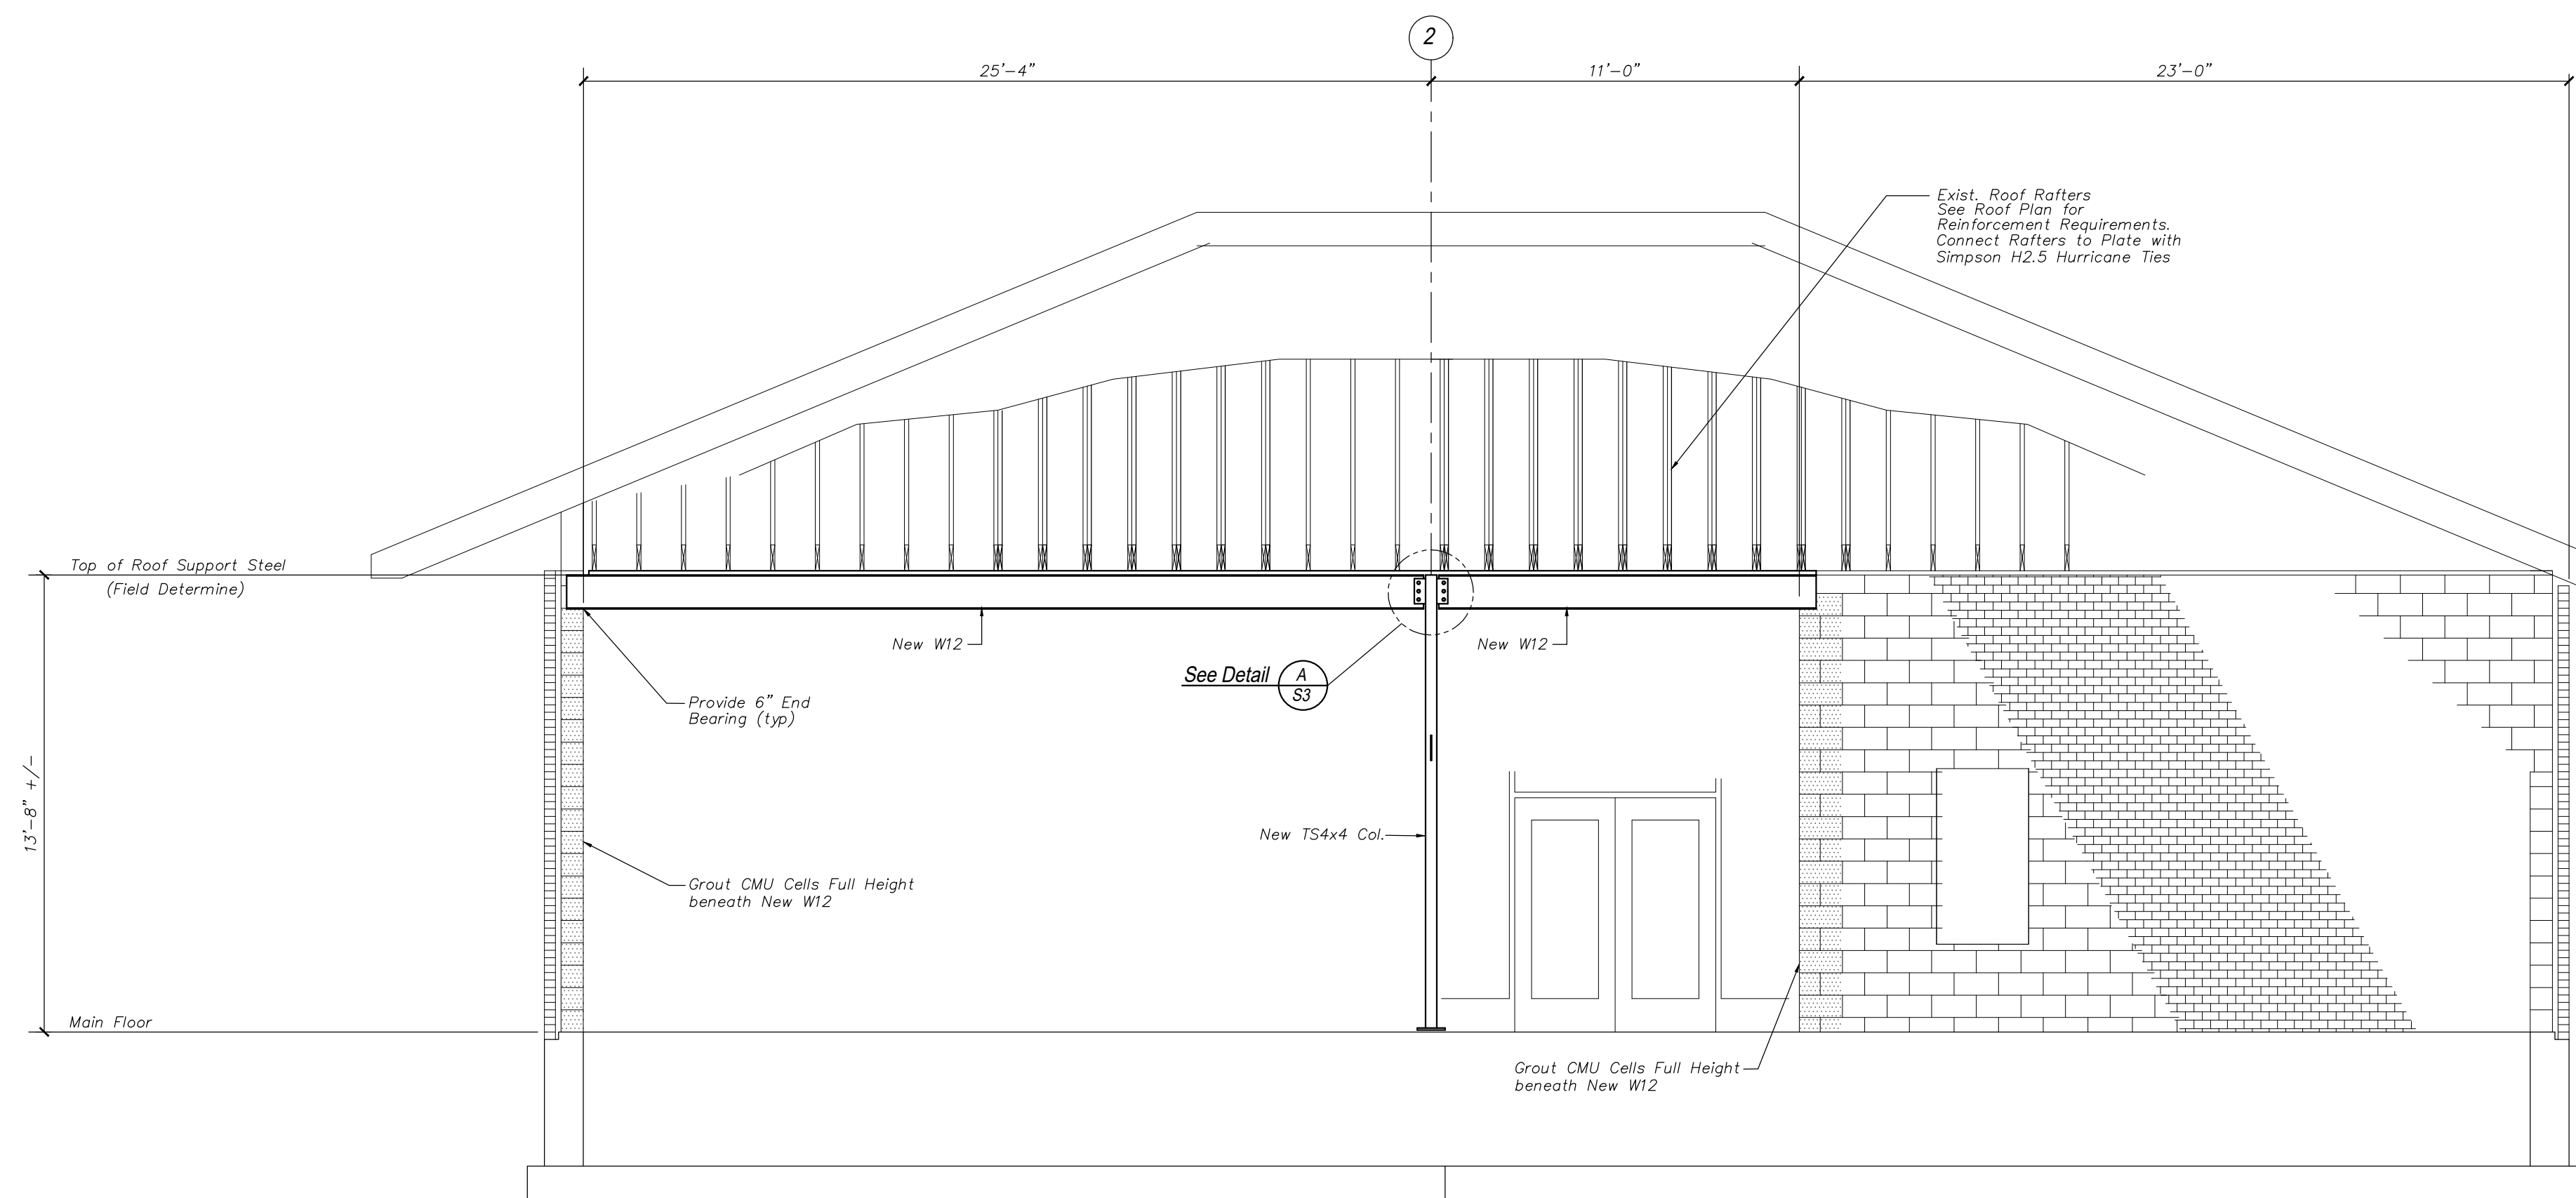 2
25'-4"
11'-0"
23'-0"
Exist. Roof Rafters
See Roof Plan for
Reinforcement Requirements.
Connect Rafters to Plate with
Simpson H2.5 Hurricane Ties
Top of Roof Support Steel
(Field Determine)
New W12
New W12
See Detail
A
S3
Provide 6" End
Bearing (typ)
13'-8" +/-
New TS4x4 Col.
Grout CMU Cells Full Height
beneath New W12
Main Floor
Grout CMU Cells Full Height
beneath New W12